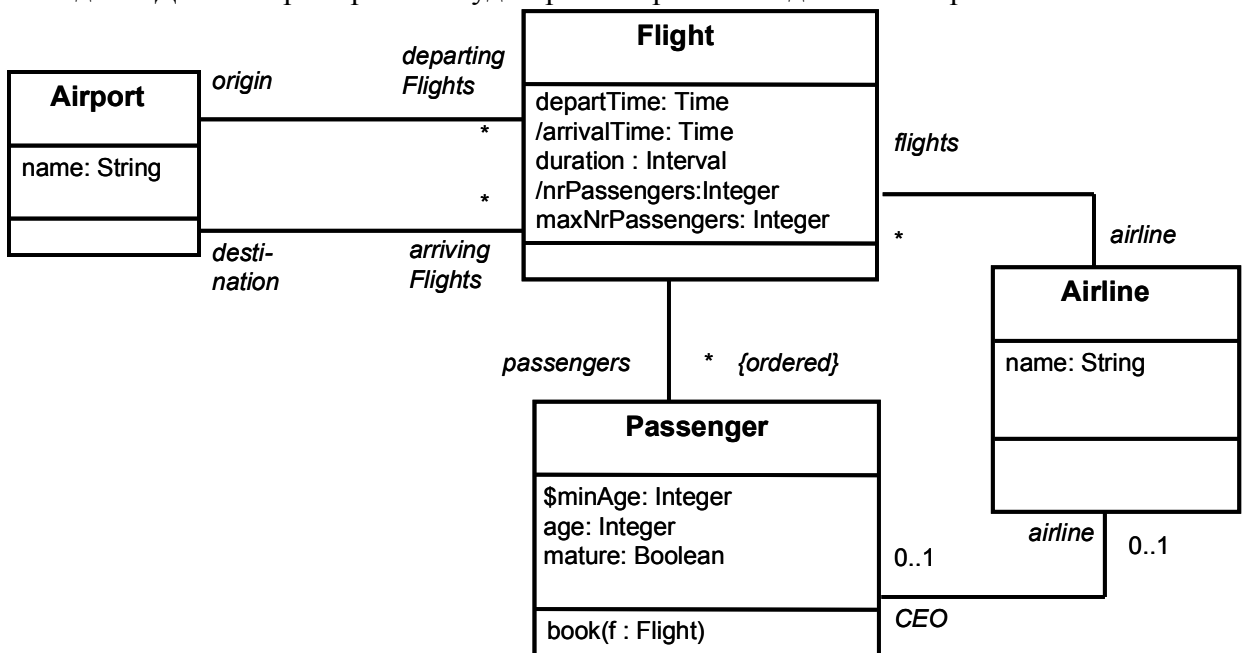 Flight
departTime: Time
/arrivalTime: Time
duration : Interval
/nrPassengers:Integer
maxNrPassengers: Integer
Airport
name: String
origin
departing
Flights
*
*
desti-
nation
arriving
Flights
flights
*
airline
Airline
name: String
passengers * {ordered}
Passenger
$minAge: Integer
age: Integer
mature: Boolean
book(f : Flight)
airline
0..1
0..1
CEO